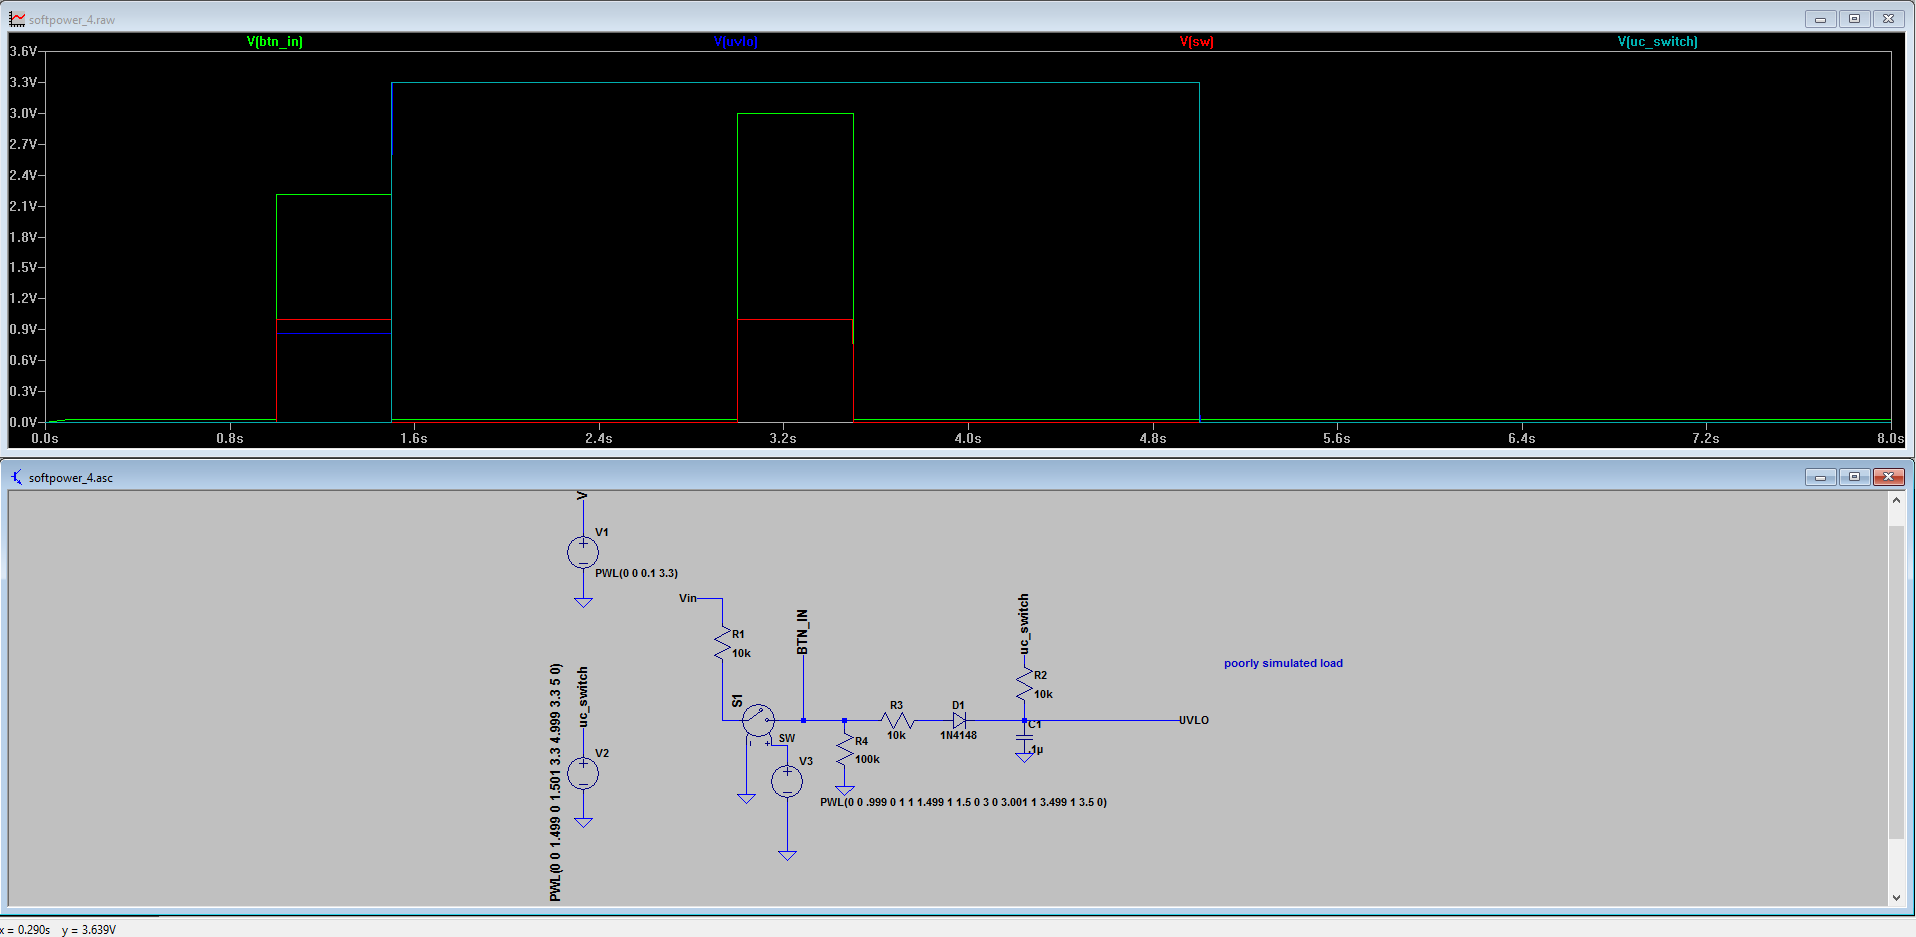 softpower_4.raw
V(btn_in) V(uvlo) V(sw) V(uc_switch)
3.6V
3.3V
3.0V
2.7V
2.4V
2.1V
1.8V
1.5V
1.2V
0.9V
0.6V
0.3V
0.0V
0.0s 0.8s 1.6s 2.4s 3.2s 4.0s 4.8s 5.6s 6.4s 7.2s 8.0s
softpower_4.asc
V
V1
PWL(0 0 0.1 3.3)
Vin
R1
10k
BTN_IN
uc_switch
R2
10k
poorly simulated load
PWL(0 0 1.499 0 1.501 3.3 4.999 3.3 5 0)
uc_switch
V2
S1
SW
V3
R3
10k
D1
1N4148
UVLO
C1
.1µ
R4
100k
PWL(0 0 .999 0 1 1 1.499 1 1.5 0 3 0 3.001 1 3.499 1 3.5 0)
x = 0.290s y = 3.639V